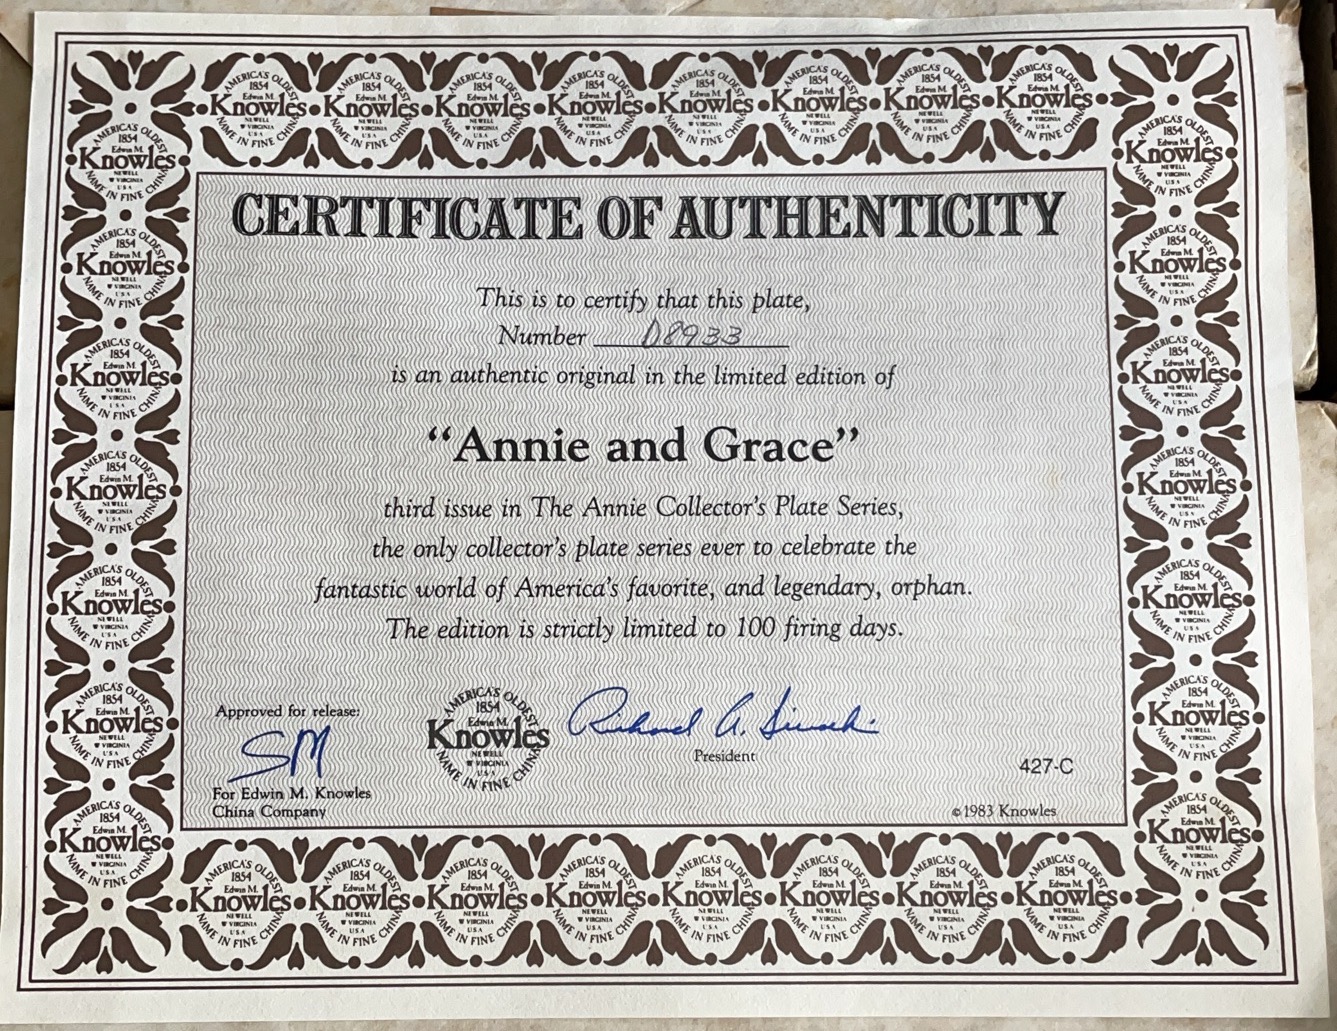 CERTIFICATE OF AUTHENTICITY
This is to certify that this plate,
Number D8933
is an authentic original in the limited edition of
“Annie and Grace”
third issue in The Annie Collector's Plate Series,
the only collector's plate series ever to celebrate the
fantastic world of America's favorite, and legendary, orphan.
The edition is strictly limited to 100 firing days.
Approved for release:
SM
For Edwin M. Knowles
China Company
AMERICA'S OLDEST
1854
Edwin M.
Knowles
NEWELL
W VIRGINIA
USA
NAME IN FINE CHINA
Richard A.
President
427-C
©1983 Knowles